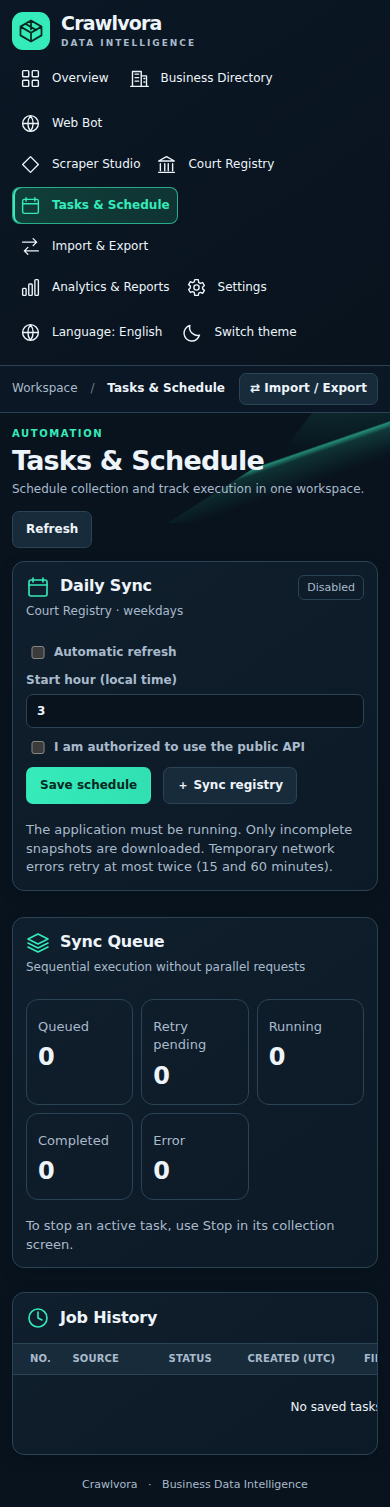 Crawlvora
DATA INTELLIGENCE
Overview
Business Directory
Web Bot
Scraper Studio
Court Registry
Tasks & Schedule
Import & Export
Analytics & Reports
Settings
Language: English
Switch theme
Workspace / Tasks & Schedule
⇄ Import / Export
AUTOMATION
Tasks & Schedule
Schedule collection and track execution in one workspace.
Refresh
Daily Sync
Disabled
Court Registry · weekdays
Automatic refresh
Start hour (local time)
3
I am authorized to use the public API
Save schedule
+ Sync registry
The application must be running. Only incomplete
snapshots are downloaded. Temporary network
errors retry at most twice (15 and 60 minutes).
Sync Queue
Sequential execution without parallel requests
Queued
0
Retry
pending
0
Running
0
Completed
0
Error
0
To stop an active task, use Stop in its collection
screen.
Job History
NO. SOURCE STATUS CREATED (UTC)
No saved tasks
Crawlvora · Business Data Intelligence